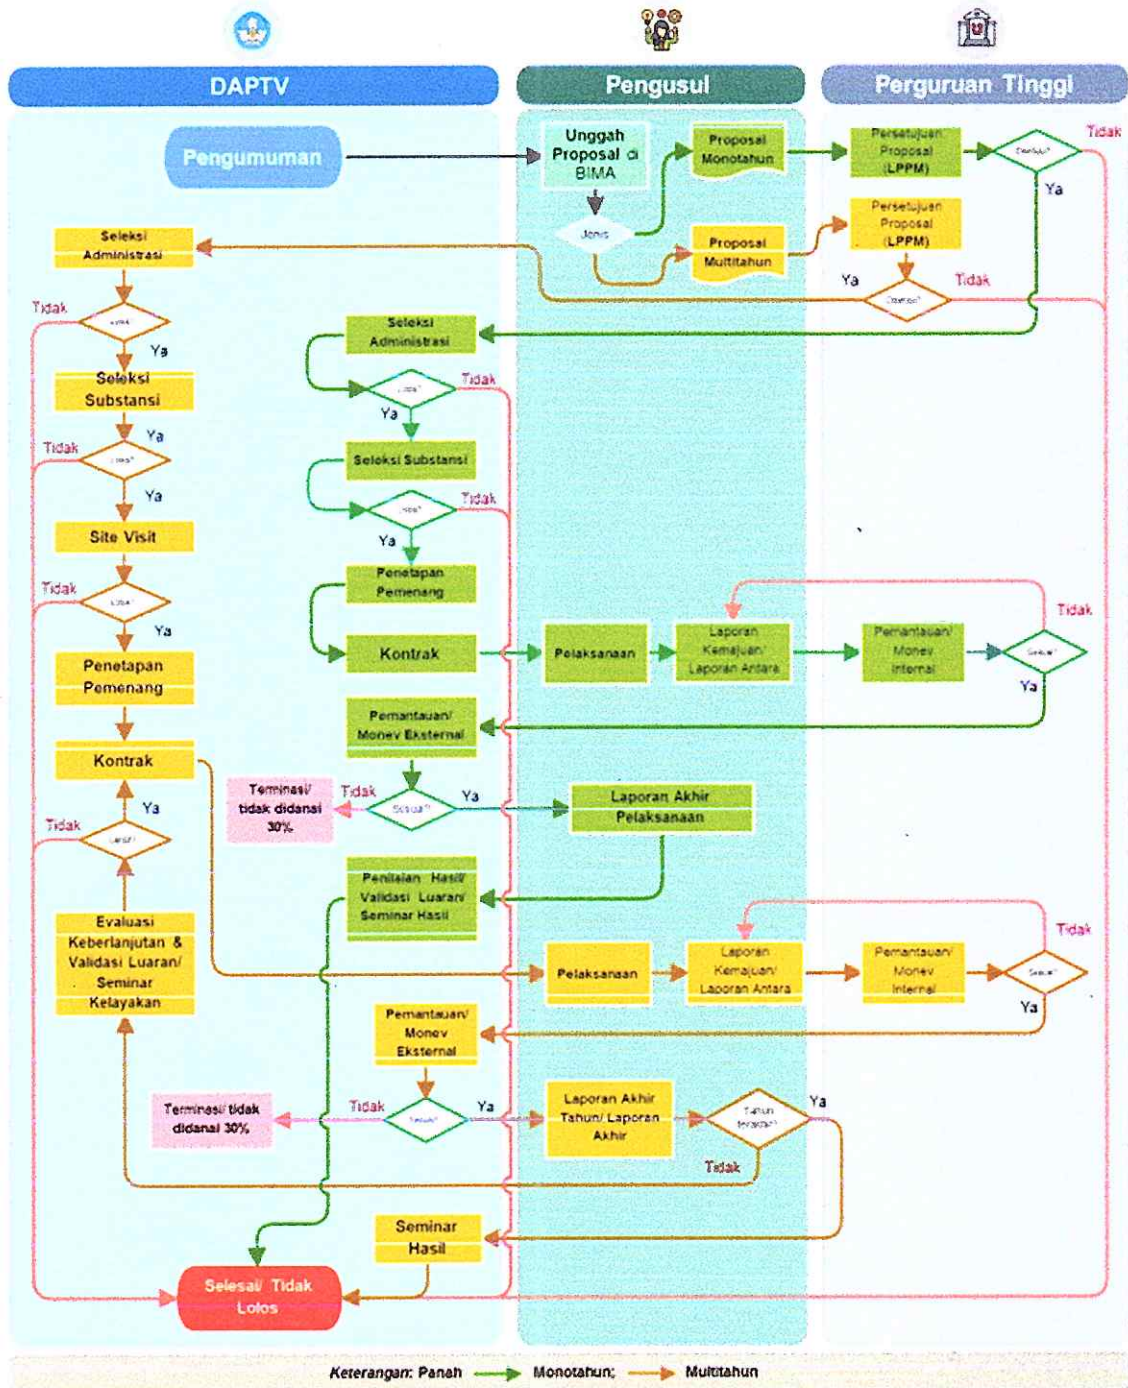 DAPTV
Pengusul
Perguruan Tinggi
Pengumuman
Unggah
Proposal di
BIMA
Jenis
Proposal
Monotahun
Persetujuan
Proposal
(LPPM)
Tidak
Ya
Proposal
Multitahun
Persetujuan
Proposal
(LPPM)
Ya
Tidak
Seleksi
Administrasi
Tidak
Ya
Seleksi
Substansi
Ya
Tidak
Ya
Site Visit
Tidak
Ya
Penetapan
Pemenang
Kontrak
Ya
Tidak
Evaluasi
Keberlanjutan &
Validasi Luaran/
Seminar
Kelayakan
Seleksi
Administrasi
Tidak
Ya
Seleksi Substansi
Tidak
Ya
Penetapan
Pemenang
Kontrak
Pelaksanaan
Laporan
Kemajuan/
Laporan Antara
Pemantauan/
Monev
Internal
Sesuai?
Tidak
Ya
Pemantauan/
Monev Eksternal
Sesuai?
Tidak
Ya
Terminasi/
tidak didanai
30%
Laporan Akhir
Pelaksanaan
Penilaian Hasil/
Validasi Luaran/
Seminar Hasil
Pelaksanaan
Laporan
Kemajuan/
Laporan Antara
Pemantauan/
Monev
Internal
Sesuai?
Tidak
Ya
Pemantauan/
Monev
Eksternal
Tidak
Ya
Terminasi/ tidak
didanai 30%
Laporan Akhir
Tahun/ Laporan
Akhir
Tahun
terakhir?
Ya
Tidak
Seminar
Hasil
Selesai/ Tidak
Lolos
Keterangan: Panah Monotahun; Multitahun